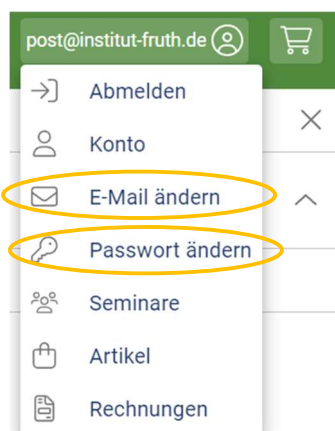 post@institut-fruth.de
Abmelden
Konto
E-Mail ändern
Passwort ändern
Seminare
Artikel
Rechnungen